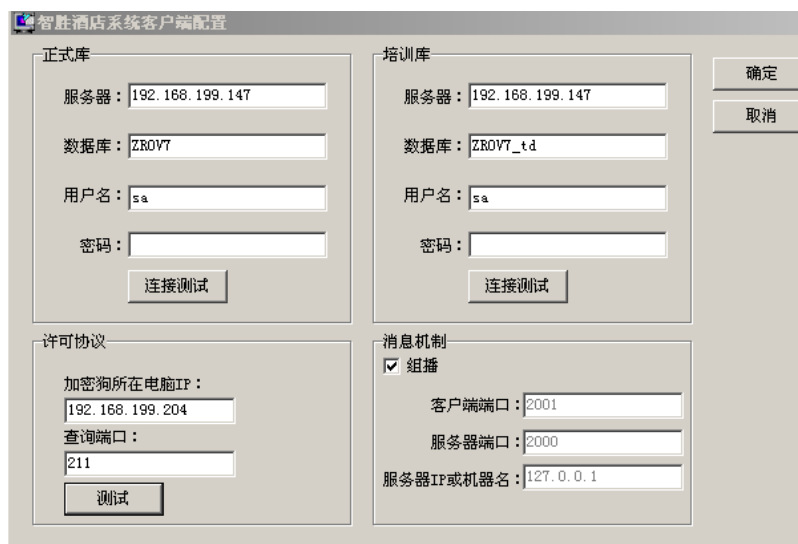 智胜酒店系统客户端配置
正式库
服务器：192.168.199.147
数据库：ZROV7
用户名：sa
密码：
连接测试
培训库
服务器：192.168.199.147
数据库：ZROV7_td
用户名：sa
密码：
连接测试
确定
取消
许可协议
加密狗所在电脑IP：
192.168.199.204
查询端口：
211
测试
消息机制
组播
客户端端口：2001
服务器端口：2000
服务器IP或机器名：127.0.0.1